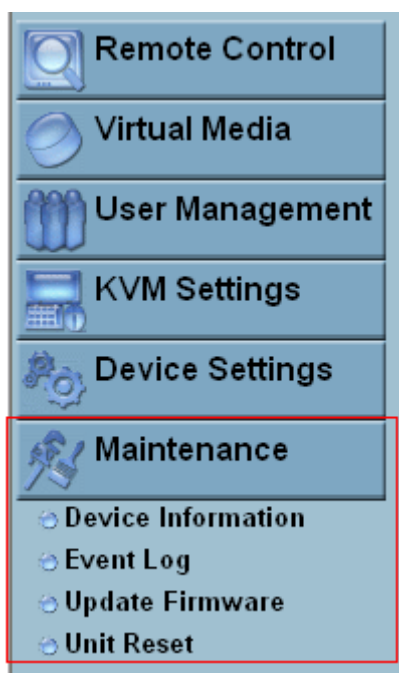 Remote Control
Virtual Media
User Management
KVM Settings
Device Settings
Maintenance
Device Information
Event Log
Update Firmware
Unit Reset